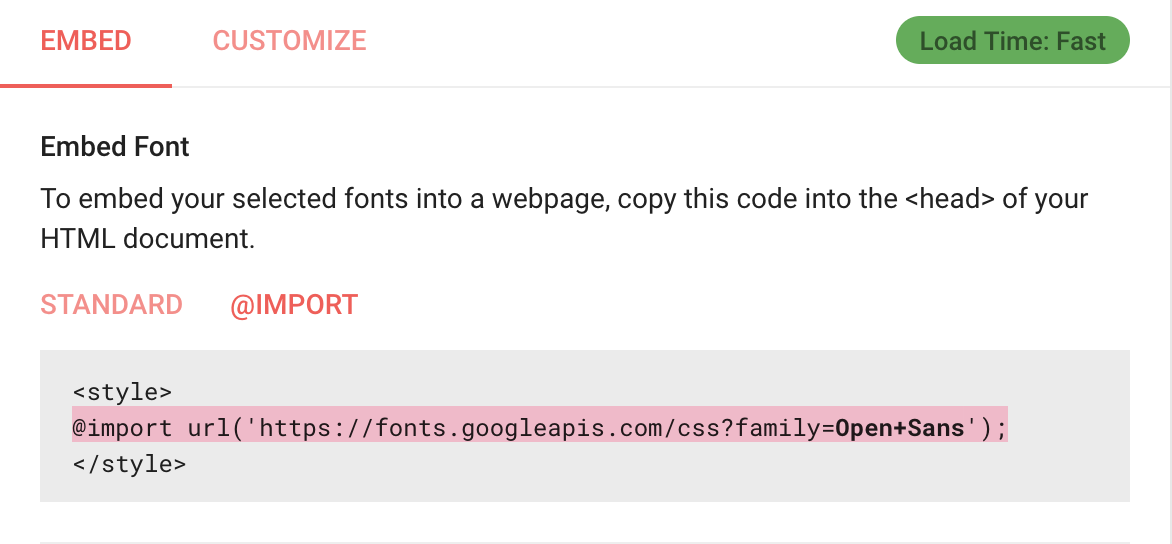 EMBED CUSTOMIZE Load Time: Fast
Embed Font
To embed your selected fonts into a webpage, copy this code into the <head> of your
HTML document.
STANDARD @IMPORT
<style>
@import url('https://fonts.googleapis.com/css?family=Open+Sans');
</style>